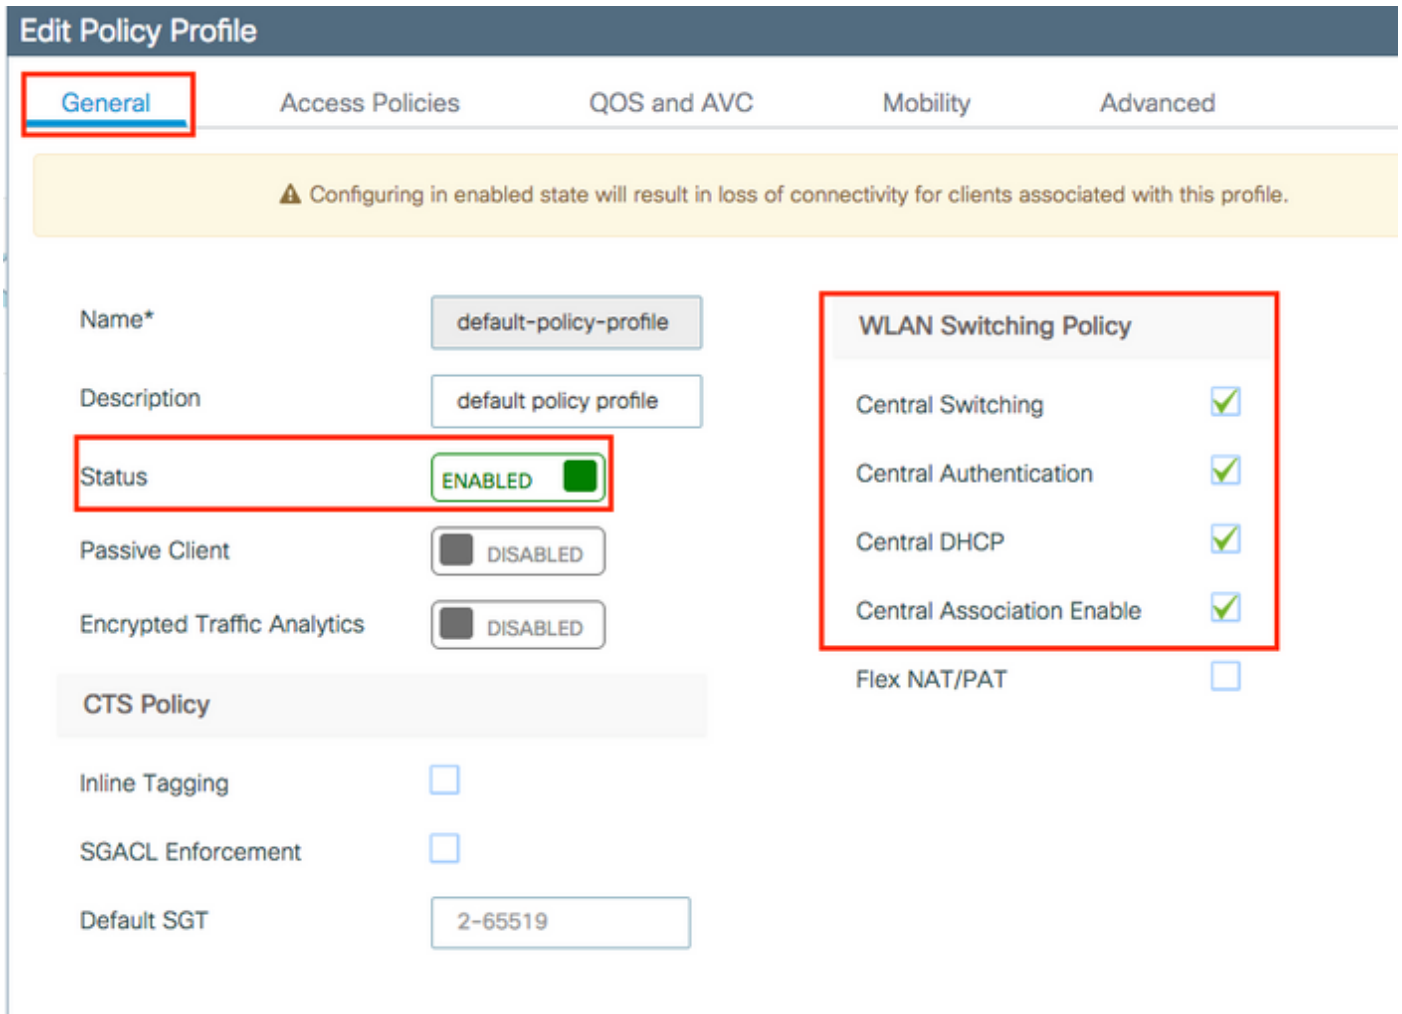 Edit Policy Profile
General Access Policies QOS and AVC Mobility Advanced
Configuring in enabled state will result in loss of connectivity for clients associated with this profile.
Name* default-policy-profile
Description default policy profile
Status ENABLED
Passive Client DISABLED
Encrypted Traffic Analytics DISABLED
CTS Policy
Inline Tagging
SGACL Enforcement
Default SGT 2-65519
WLAN Switching Policy
Central Switching
Central Authentication
Central DHCP
Central Association Enable
Flex NAT/PAT